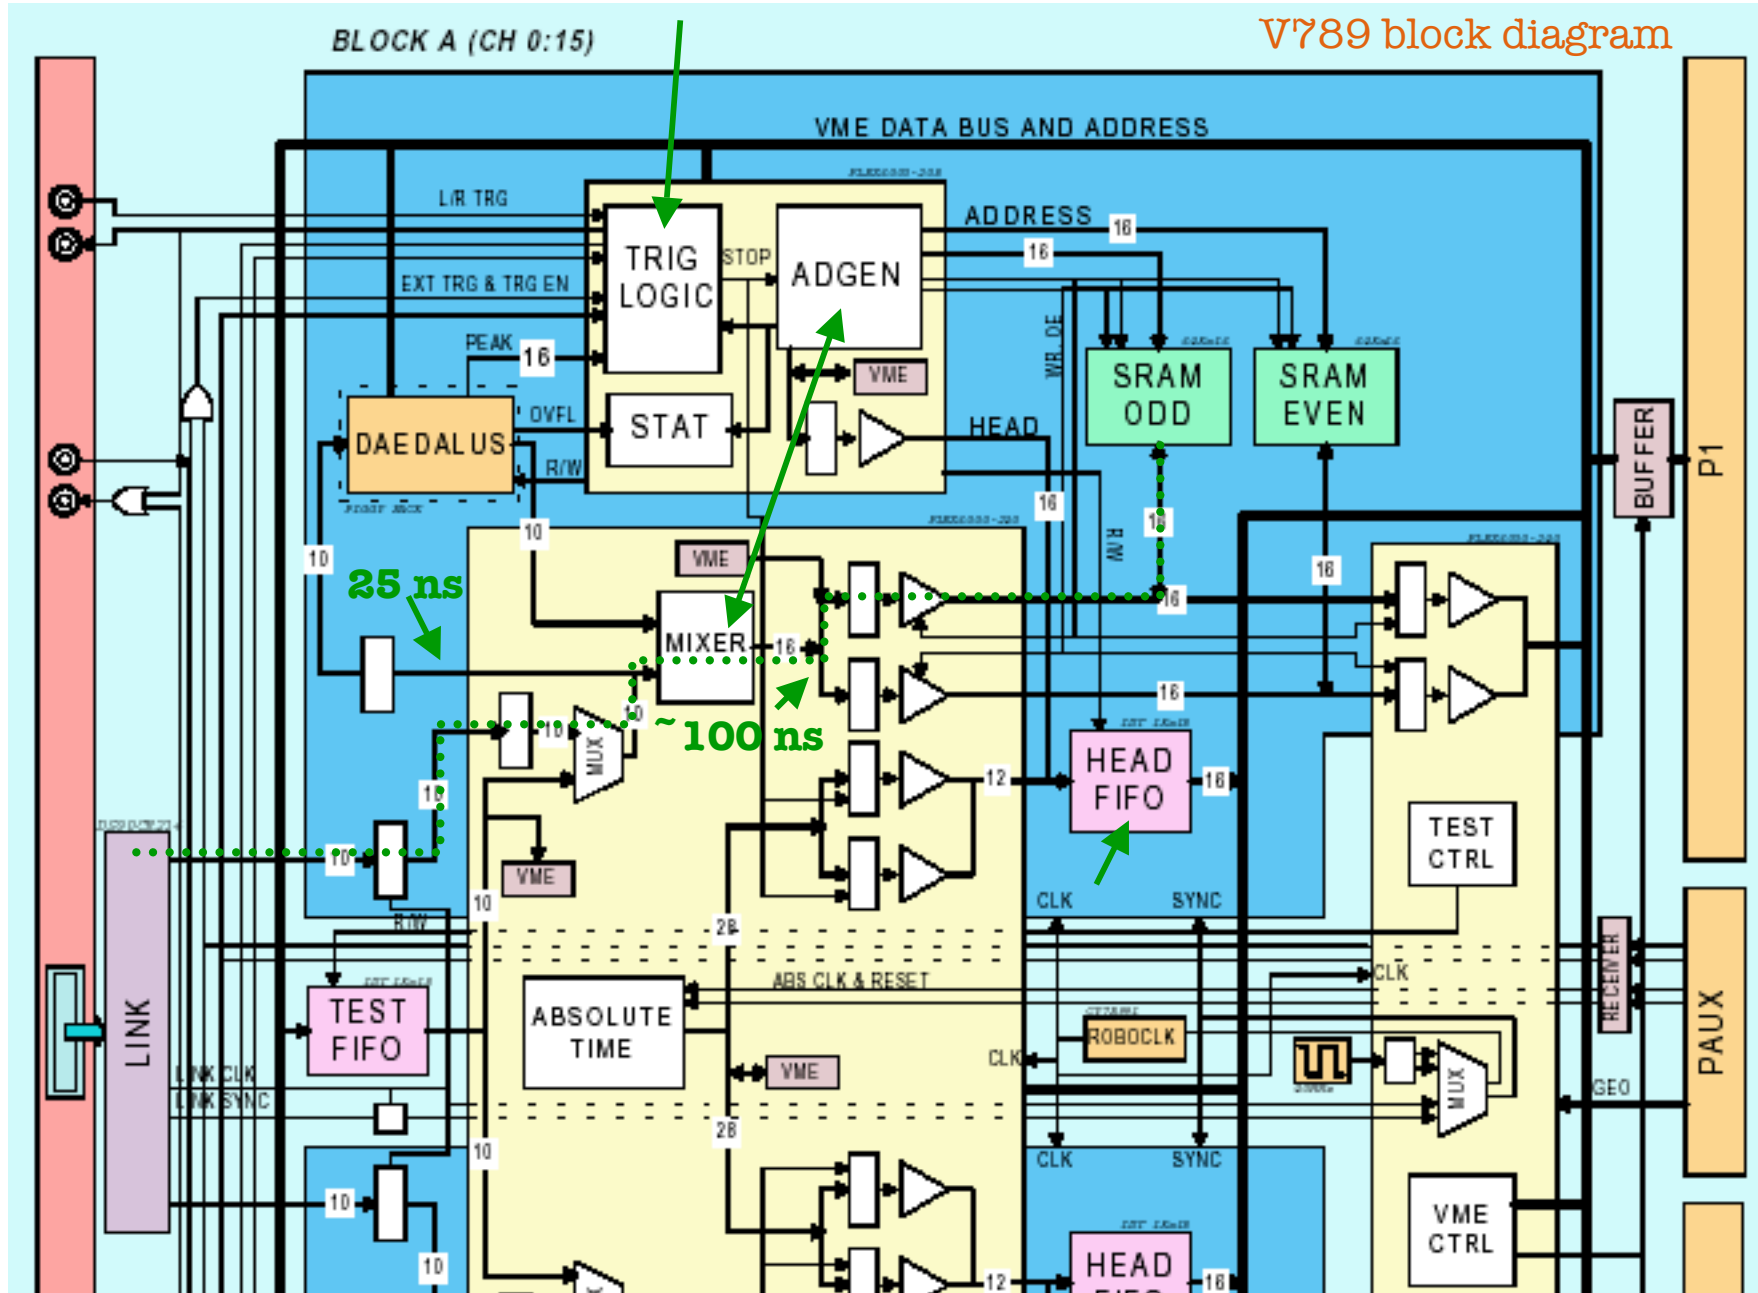 V789 block diagram
BLOCK A (CH 0:15)
VME DATA BUS AND ADDRESS
L/R TRG
TRIG
LOGIC
STOP
ADGEN
ADDRESS
16
16
EXT TRG & TRG EN
PEAK
16
WR, OE
VME
SRAM
ODD
SRAM
EVEN
DAEDALUS
OVFL
STAT
HEAD
R/W
BUFFER
P1
16
16
R/W
10
10
VME
16
25 ns
MIXER
16
16
16
10
~ 100 ns
10
MUX
10
12
HEAD
FIFO
16
TEST
CTRL
10
VME
10
CLK
SYNC
R/W
28
ABS CLK & RESET
CLK
RECEIVER
LINK
TEST
FIFO
ABSOLUTE
TIME
ROBOCLK
CLK
VME
MUX
PAUX
LINK CLK
LINK SYNC
GEO
28
10
CLK
SYNC
10
10
VME
CTRL
12
HEAD
FIFO
16